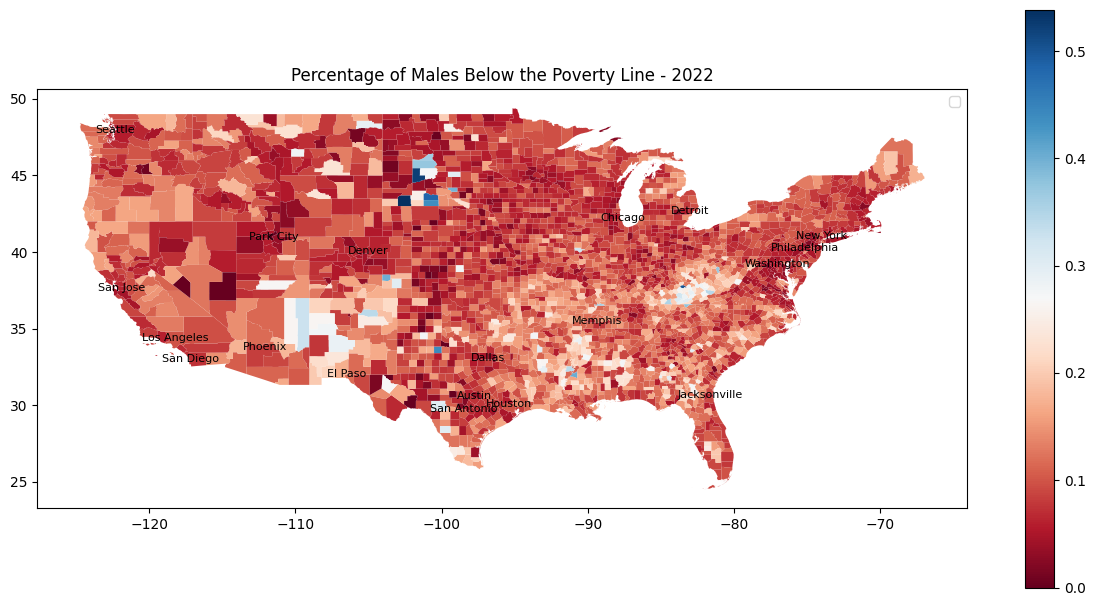 Percentage of Males Below the Poverty Line - 2022
50
45
40
35
30
25
−120
−110
−100
−90
−80
−70
Seattle
Park City
Denver
San Jose
Los Angeles
San Diego
Phoenix
El Paso
Dallas
Austin
San Antonio
Houston
Memphis
Chicago
Detroit
New York
Philadelphia
Washington
Jacksonville
0.5
0.4
0.3
0.2
0.1
0.0